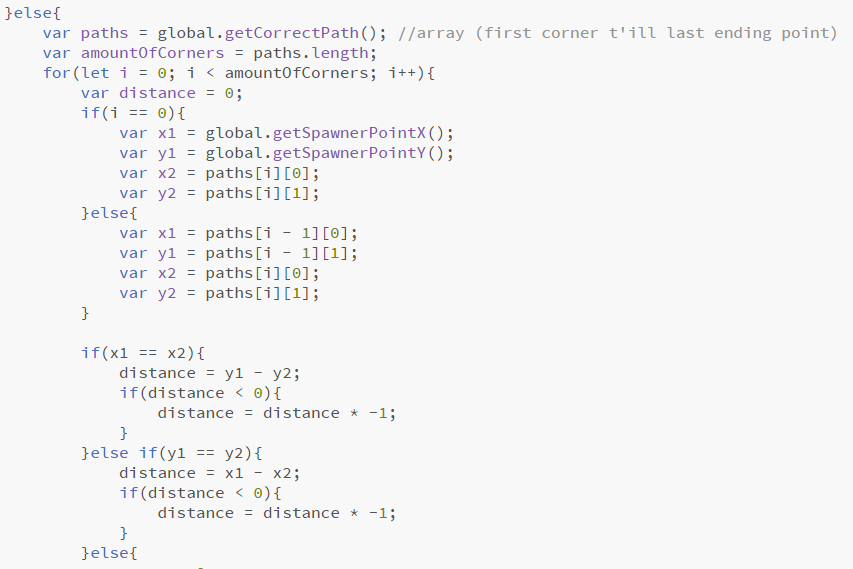 }else{
    var paths = global.getCorrectPath(); //array (first corner t'ill last ending point)
    var amountOfCorners = paths.length;
    for(let i = 0; i < amountOfCorners; i++){
        var distance = 0;
        if(i == 0){
            var x1 = global.getSpawnerPointX();
            var y1 = global.getSpawnerPointY();
            var x2 = paths[i][0];
            var y2 = paths[i][1];
        }else{
            var x1 = paths[i - 1][0];
            var y1 = paths[i - 1][1];
            var x2 = paths[i][0];
            var y2 = paths[i][1];
        }

        if(x1 == x2){
            distance = y1 - y2;
            if(distance < 0){
                distance = distance * -1;
            }
        }else if(y1 == y2){
            distance = x1 - x2;
            if(distance < 0){
                distance = distance * -1;
            }
        }else{